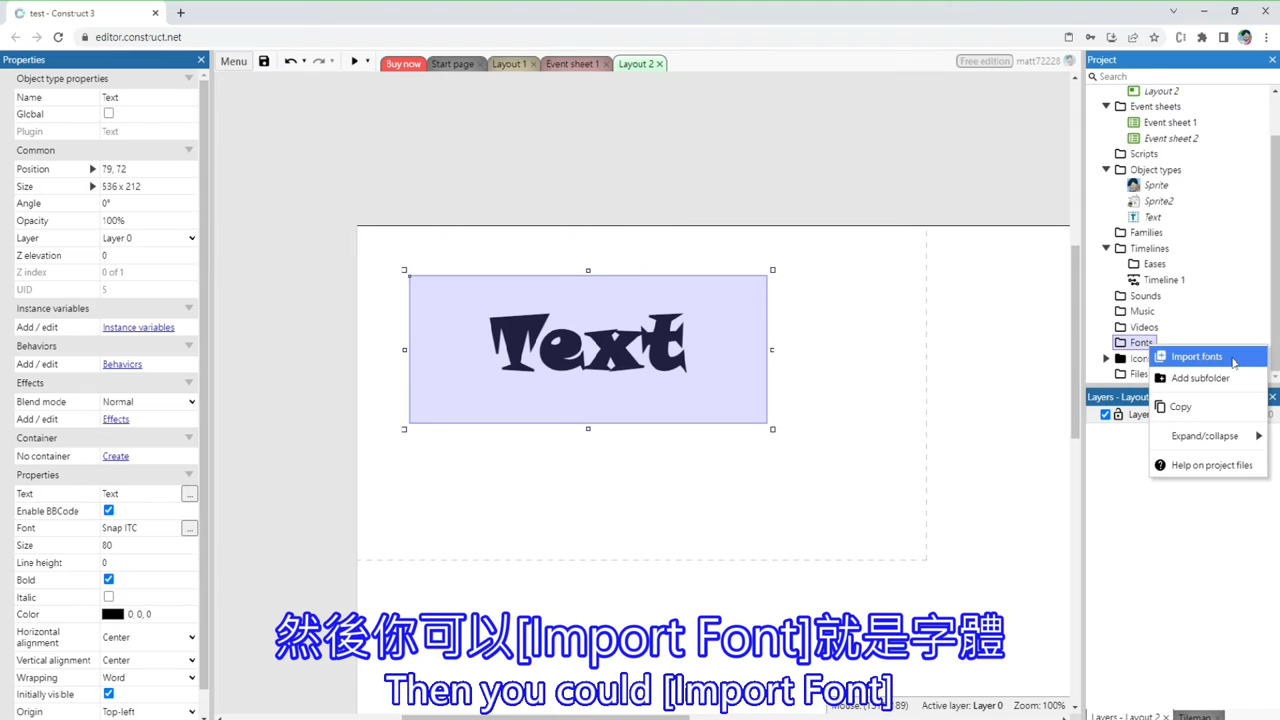 test - Construct 3
editor.construct.net
Properties
Object type properties
Name Text
Global
Plugin Text
Common
Position 79, 72
Size 536 x 212
Angle 0°
Opacity 100%
Layer Layer 0
Z elevation 0
Z index 0 of 1
UID 5
Instance variables
Add / edit Instance variables
Behaviors
Add / edit Behaviors
Effects
Blend mode Normal
Add / edit Effects
Container
No container Create
Properties
Text Text ...
Enable BBCode
Font Snap ITC ...
Size 80
Line height 0
Bold
Italic
Color 0, 0, 0
Horizontal alignment Center
Vertical alignment Center
Wrapping Word
Initially visible
Origin Top-left
Menu
Buy now Start page Layout 1 Event sheet 1 Layout 2
Free edition matt72228
Text
Project
Search
Layout 2
Event sheets
Event sheet 1
Event sheet 2
Scripts
Object types
Sprite
Sprite2
Text
Families
Timelines
Eases
Timeline 1
Sounds
Music
Videos
Fonts
Import fonts
Add subfolder
Copy
Expand/collapse
Help on project files
Layers - Layout
然後你可以[Import Font]就是字體
Then you could [Import Font]
Active layer: Layer 0 Zoom: 100%
Layers - Layout 2 Tilemap